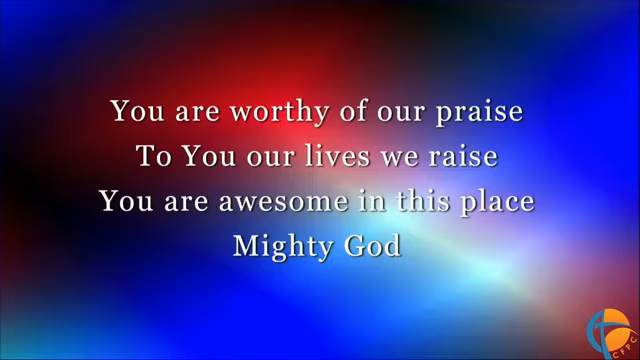 You are worthy of our praise
To You our lives we raise
You are awesome in this place
Mighty God
CFPC